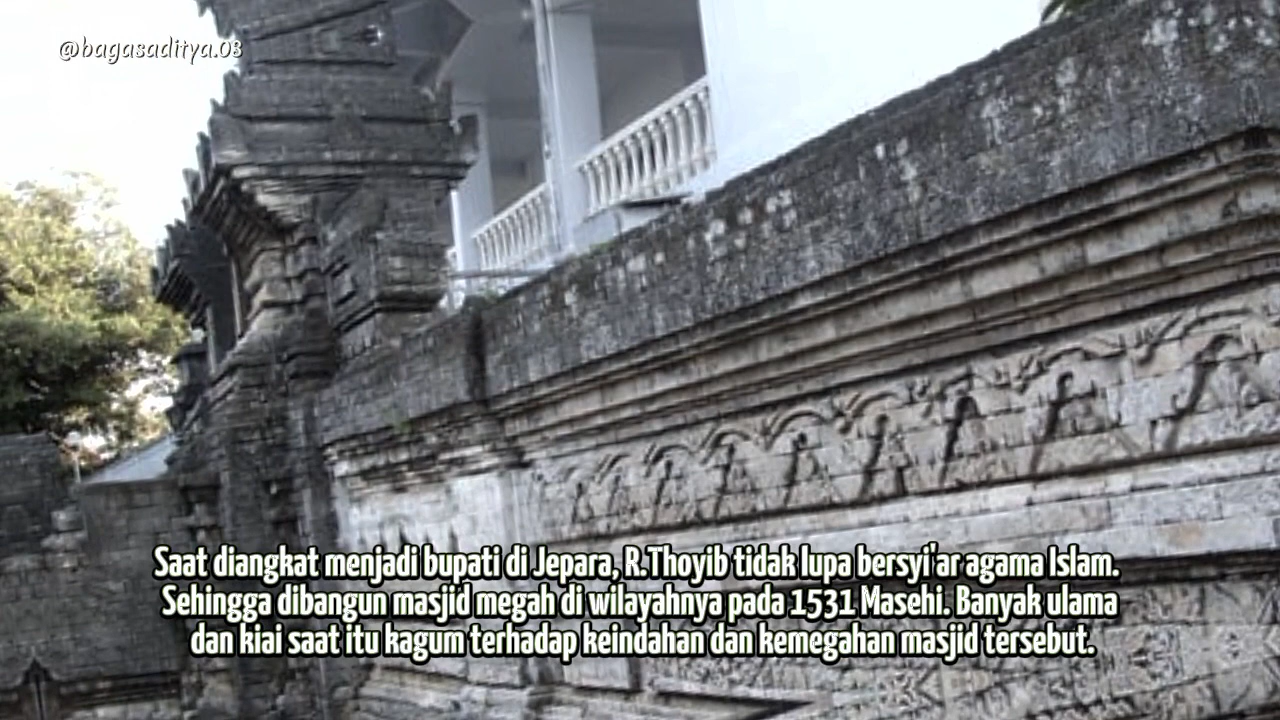 @bagasaditya.03
Saat diangkat menjadi bupati di Jepara, R.Thoyib tidak lupa bersyi'ar agama Islam.
Sehingga dibangun masjid megah di wilayahnya pada 1531 Masehi. Banyak ulama
dan kiai saat itu kagum terhadap keindahan dan kemegahan masjid tersebut.